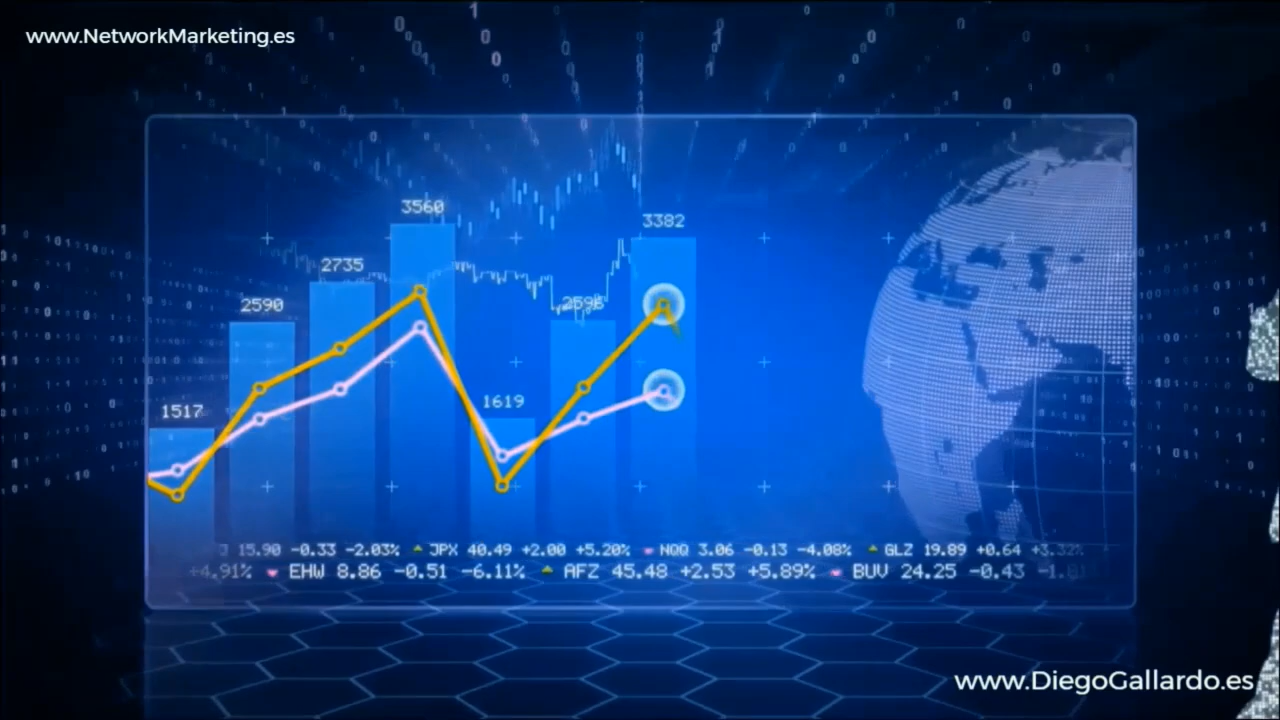 www.NetworkMarketing.es
3560
3382
2735
2590
2596
1619
1517
15.90 -0.33 -2.03% JPX 40.49 +2.00 +5.20% NQQ 3.06 -0.13 -4.08% GLZ 19.89 +0.64 +3.32%
+4.91% EHW 8.86 -0.51 -6.11% AFZ 45.48 +2.53 +5.89% BUV 24.25 -0.43
www.DiegoGallardo.es